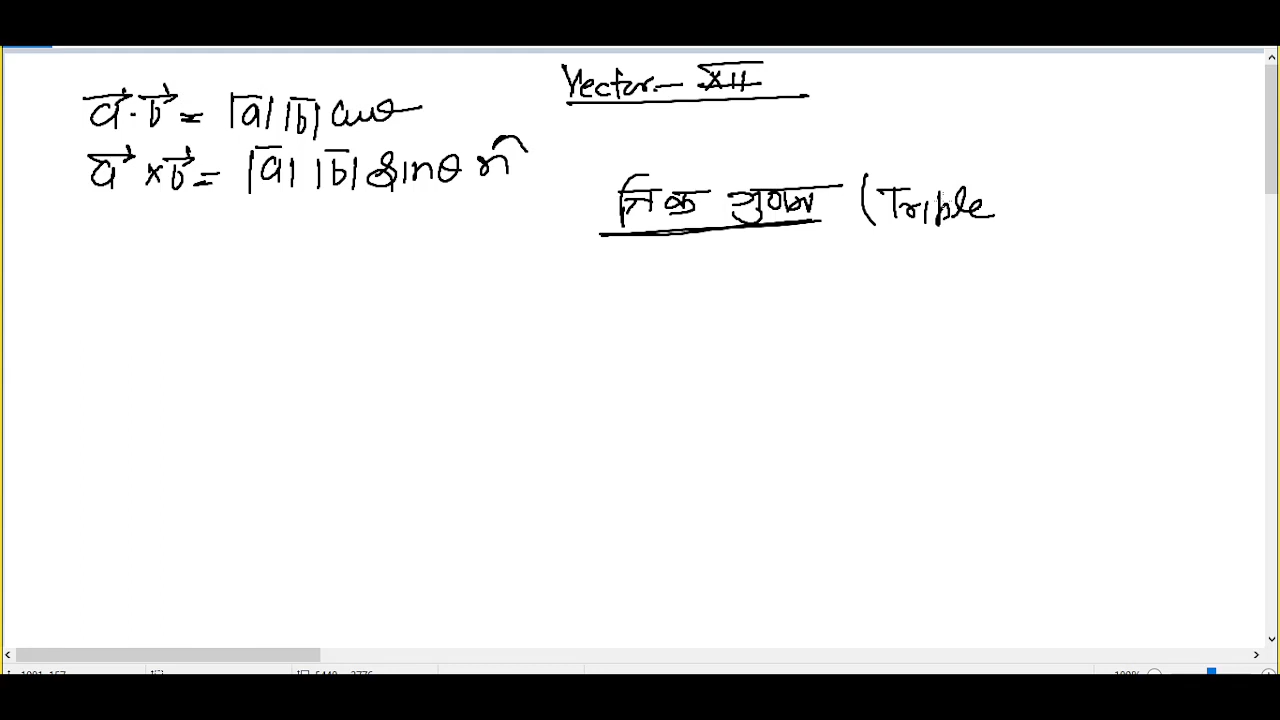 Vector - XII
a⃗ · b⃗ = |a̅| |b̅| cosθ
a⃗ × b⃗ = |a̅| |b̅| sinθ n̂
त्रिक गुणन (Triple